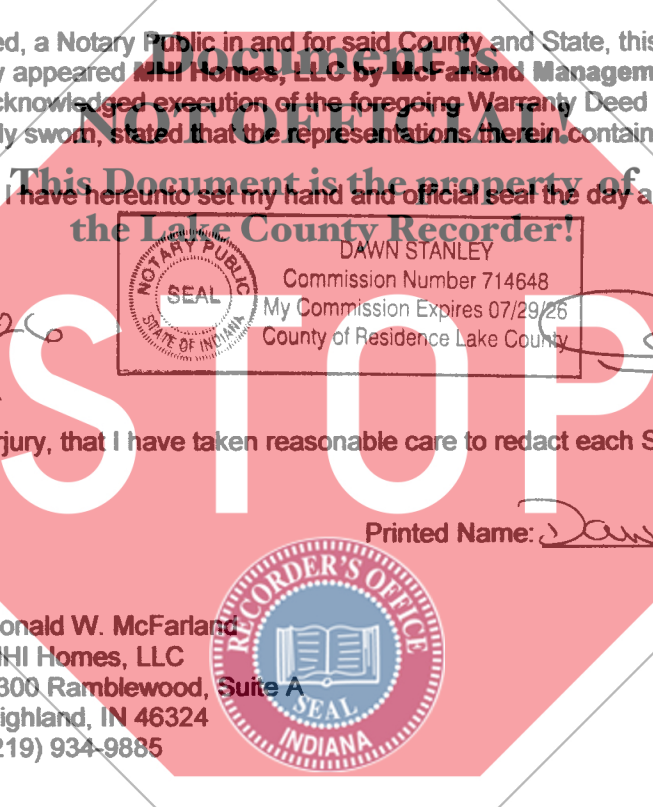 ed, a Notary Public in and for said County and State, this
Document is
y appeared MHI Homes, LLC by McFarland Managem
cknowledged execution of the foregoing Warranty Deed
NOT OFFICIAL!
ly sworn, stated that the representations therein contain
This Document is the property of
I have hereunto set my hand and official seal the day a
the Lake County Recorder!
NOTARY PUBLIC
SEAL
STATE OF INDIANA
DAWN STANLEY
Commission Number 714648
My Commission Expires 07/29/26
County of Residence Lake County
26
STOP
rjury, that I have taken reasonable care to redact each S
Printed Name: Daw
RECORDER'S OFFICE
SEAL
INDIANA
onald W. McFarland
HI Homes, LLC
300 Ramblewood, Suite A
ighland, IN 46324
219) 934-9885